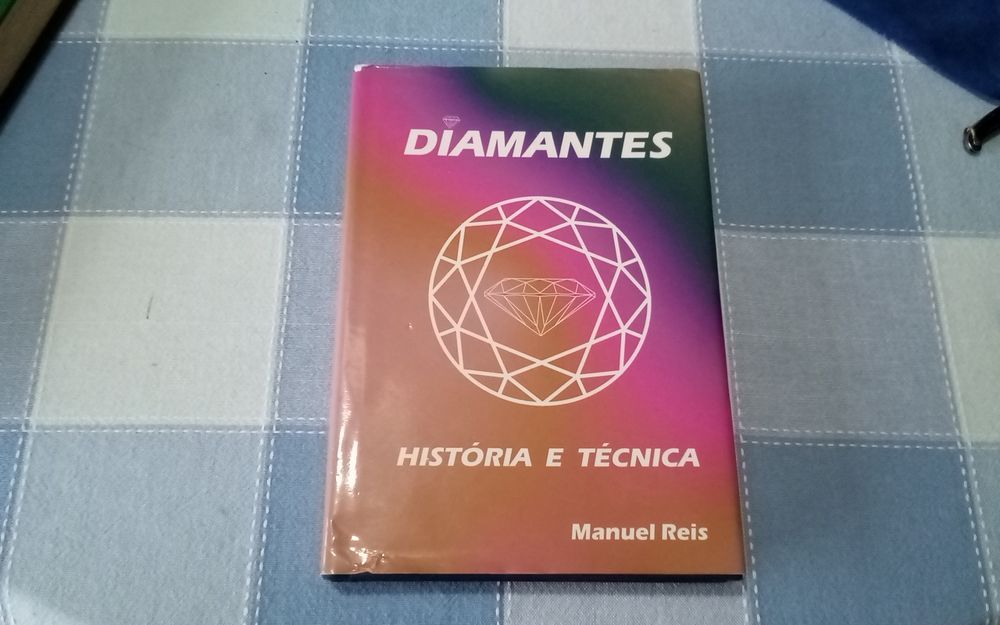 DIAMANTES
HISTÓRIA E TÉCNICA
Manuel Reis